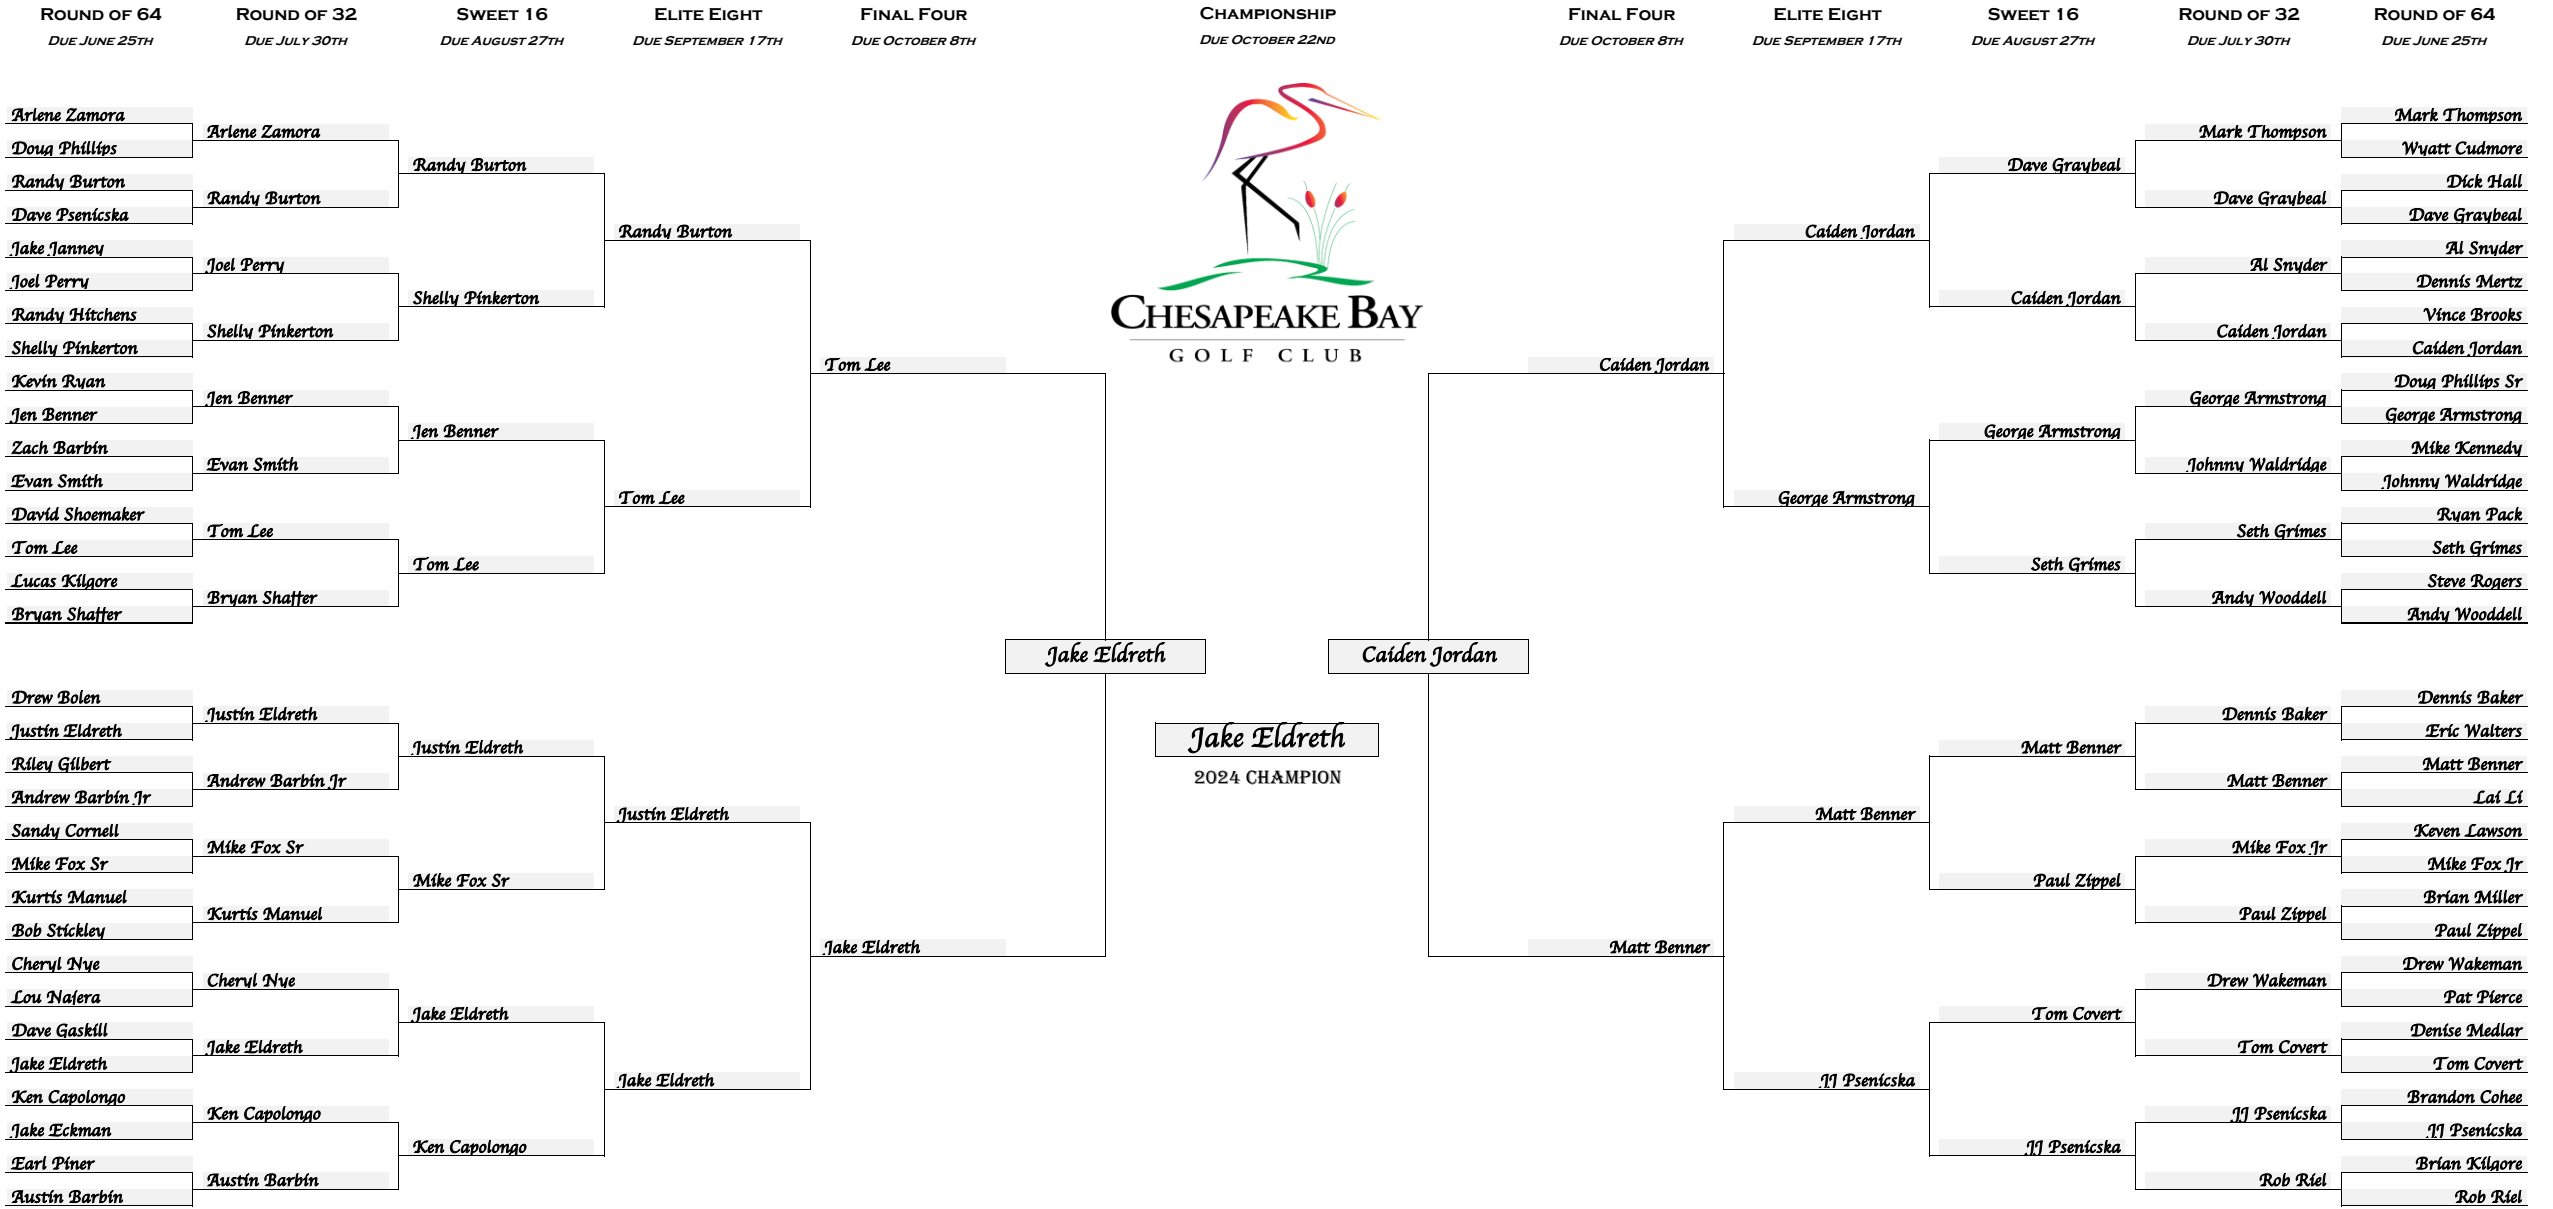 Round of 64
Due June 25th
Round of 32
Due July 30th
Sweet 16
Due August 27th
Elite Eight
Due September 17th
Final Four
Due October 8th
Championship
Due October 22nd
Final Four
Due October 8th
Elite Eight
Due September 17th
Sweet 16
Due August 27th
Round of 32
Due July 30th
Round of 64
Due June 25th
Arlene Zamora
Doug Phillips
Randy Burton
Dave Psenicska
Jake Janney
Joel Perry
Randy Hitchens
Shelly Pinkerton
Kevin Ryan
Jen Benner
Zach Barbin
Evan Smith
David Shoemaker
Tom Lee
Lucas Kilgore
Bryan Shaffer
Drew Bolen
Justin Eldreth
Riley Gilbert
Andrew Barbin Jr
Sandy Cornell
Mike Fox Sr
Kurtis Manuel
Bob Stickley
Cheryl Nye
Lou Najera
Dave Gaskill
Jake Eldreth
Ken Capolongo
Jake Eckman
Earl Piner
Austin Barbin
Arlene Zamora
Randy Burton
Joel Perry
Shelly Pinkerton
Jen Benner
Evan Smith
Tom Lee
Bryan Shaffer
Justin Eldreth
Andrew Barbin Jr
Mike Fox Sr
Kurtis Manuel
Cheryl Nye
Jake Eldreth
Ken Capolongo
Austin Barbin
Randy Burton
Shelly Pinkerton
Jen Benner
Tom Lee
Justin Eldreth
Mike Fox Sr
Jake Eldreth
Ken Capolongo
Randy Burton
Tom Lee
Justin Eldreth
Jake Eldreth
Tom Lee
Jake Eldreth
Chesapeake Bay
GOLF CLUB
Jake Eldreth
Caiden Jordan
Jake Eldreth
2024 Champion
Caiden Jordan
Matt Benner
Caiden Jordan
George Armstrong
Matt Benner
JJ Psenicska
Dave Graybeal
Caiden Jordan
George Armstrong
Seth Grimes
Matt Benner
Paul Zippel
Tom Covert
JJ Psenicska
Mark Thompson
Dave Graybeal
Al Snyder
Caiden Jordan
George Armstrong
Johnny Waldridge
Seth Grimes
Andy Wooddell
Dennis Baker
Matt Benner
Mike Fox Jr
Paul Zippel
Drew Wakeman
Tom Covert
JJ Psenicska
Rob Riel
Mark Thompson
Wyatt Cudmore
Dick Hall
Dave Graybeal
Al Snyder
Dennis Mertz
Vince Brooks
Caiden Jordan
Doug Phillips Sr
George Armstrong
Mike Kennedy
Johnny Waldridge
Ryan Pack
Seth Grimes
Steve Rogers
Andy Wooddell
Dennis Baker
Eric Walters
Matt Benner
Lai Li
Keven Lawson
Mike Fox Jr
Brian Miller
Paul Zippel
Drew Wakeman
Pat Pierce
Denise Medlar
Tom Covert
Brandon Cohee
JJ Psenicska
Brian Kilgore
Rob Riel